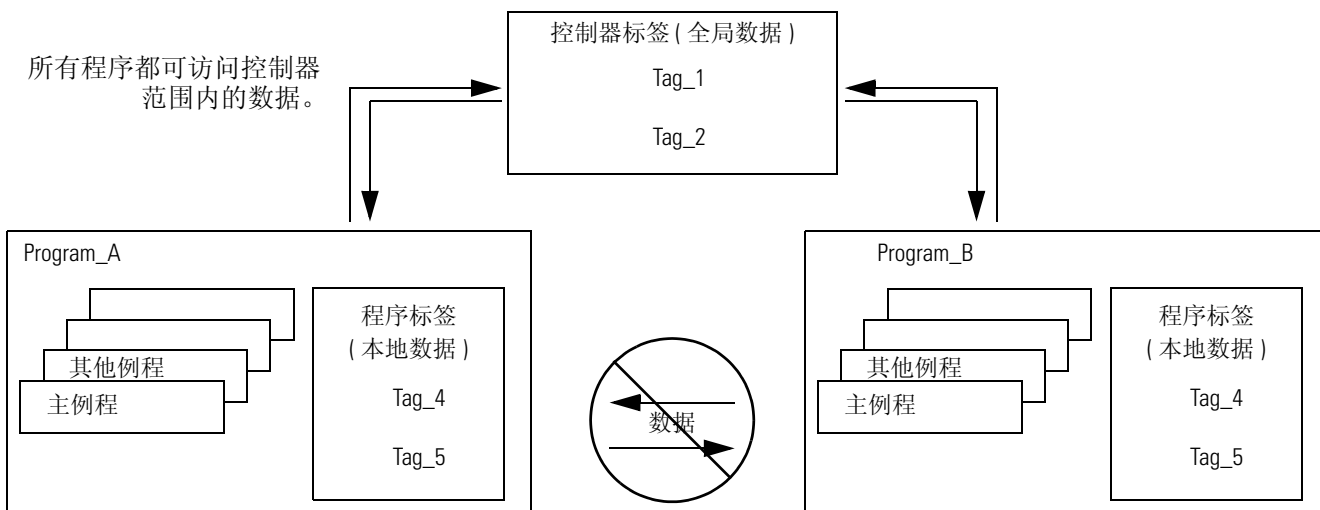 控制器标签 ( 全局数据 )
Tag_1
Tag_2
所有程序都可访问控制器
范围内的数据。
Program_A
其他例程
主例程
程序标签
( 本地数据 )
Tag_4
Tag_5
数据
Program_B
其他例程
主例程
程序标签
( 本地数据 )
Tag_4
Tag_5